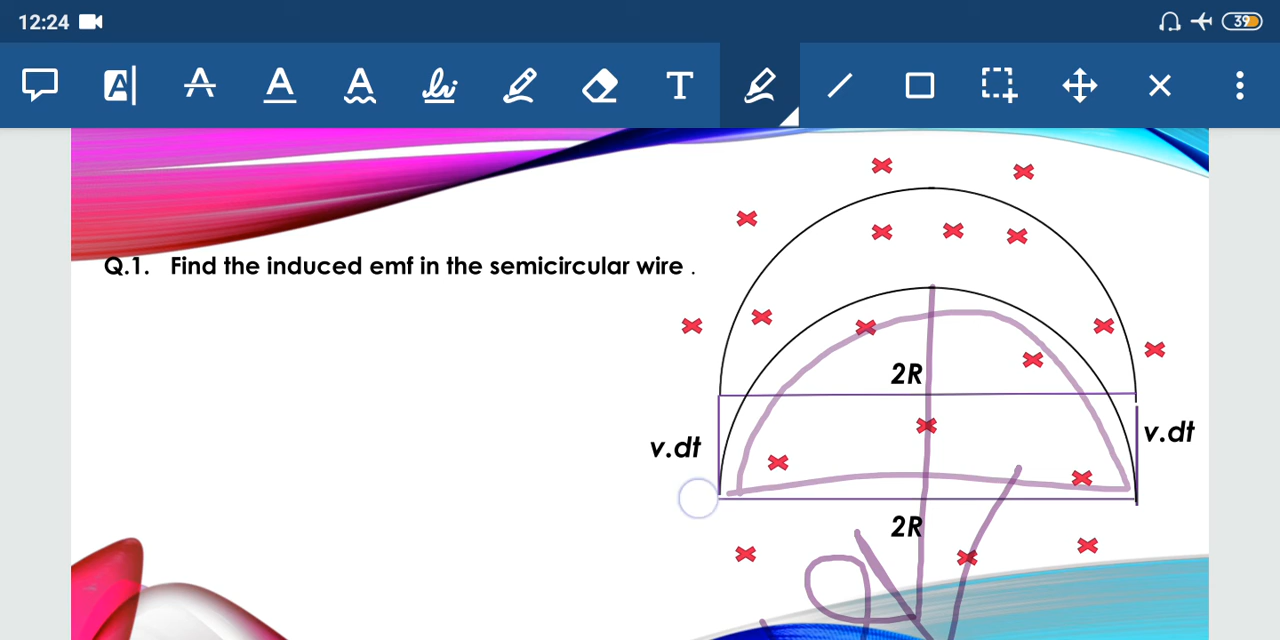 12:24
39
A A A A T
Q.1. Find the induced emf in the semicircular wire .
2R
v.dt v.dt
2R